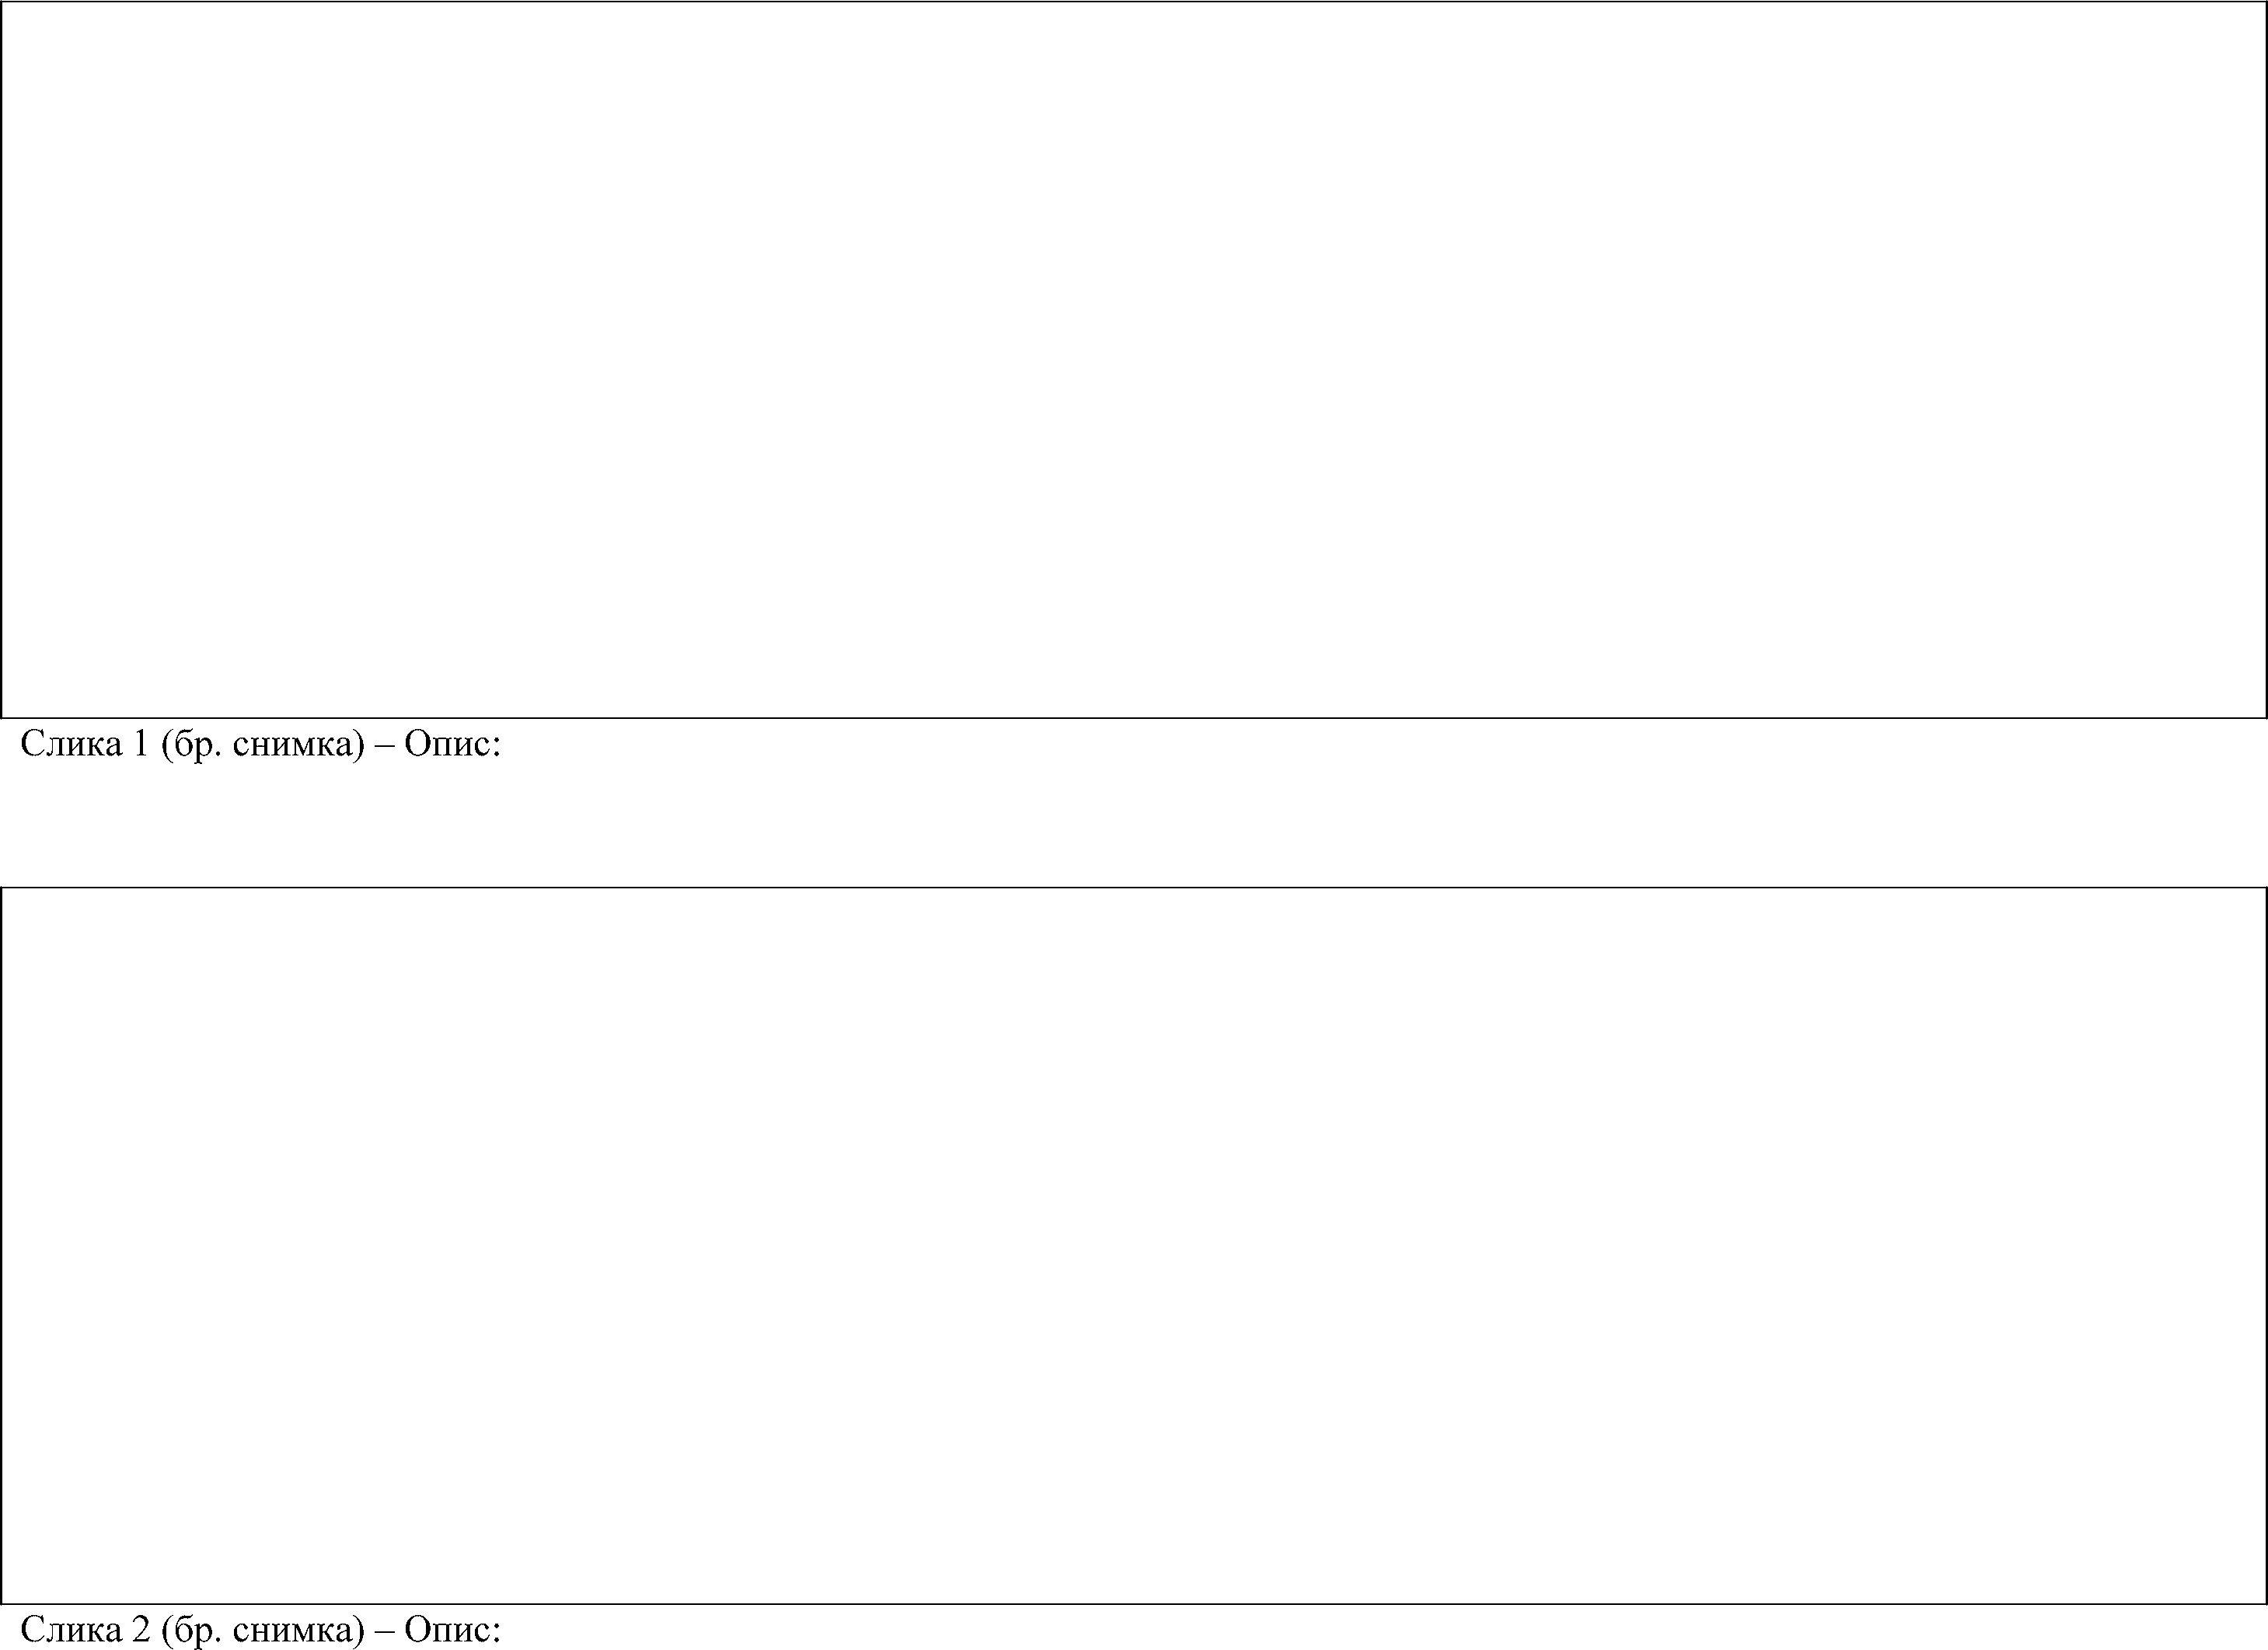 Слика 1 (бр. снимка) – Опис:
Слика 2 (бр. снимка) – Опис: